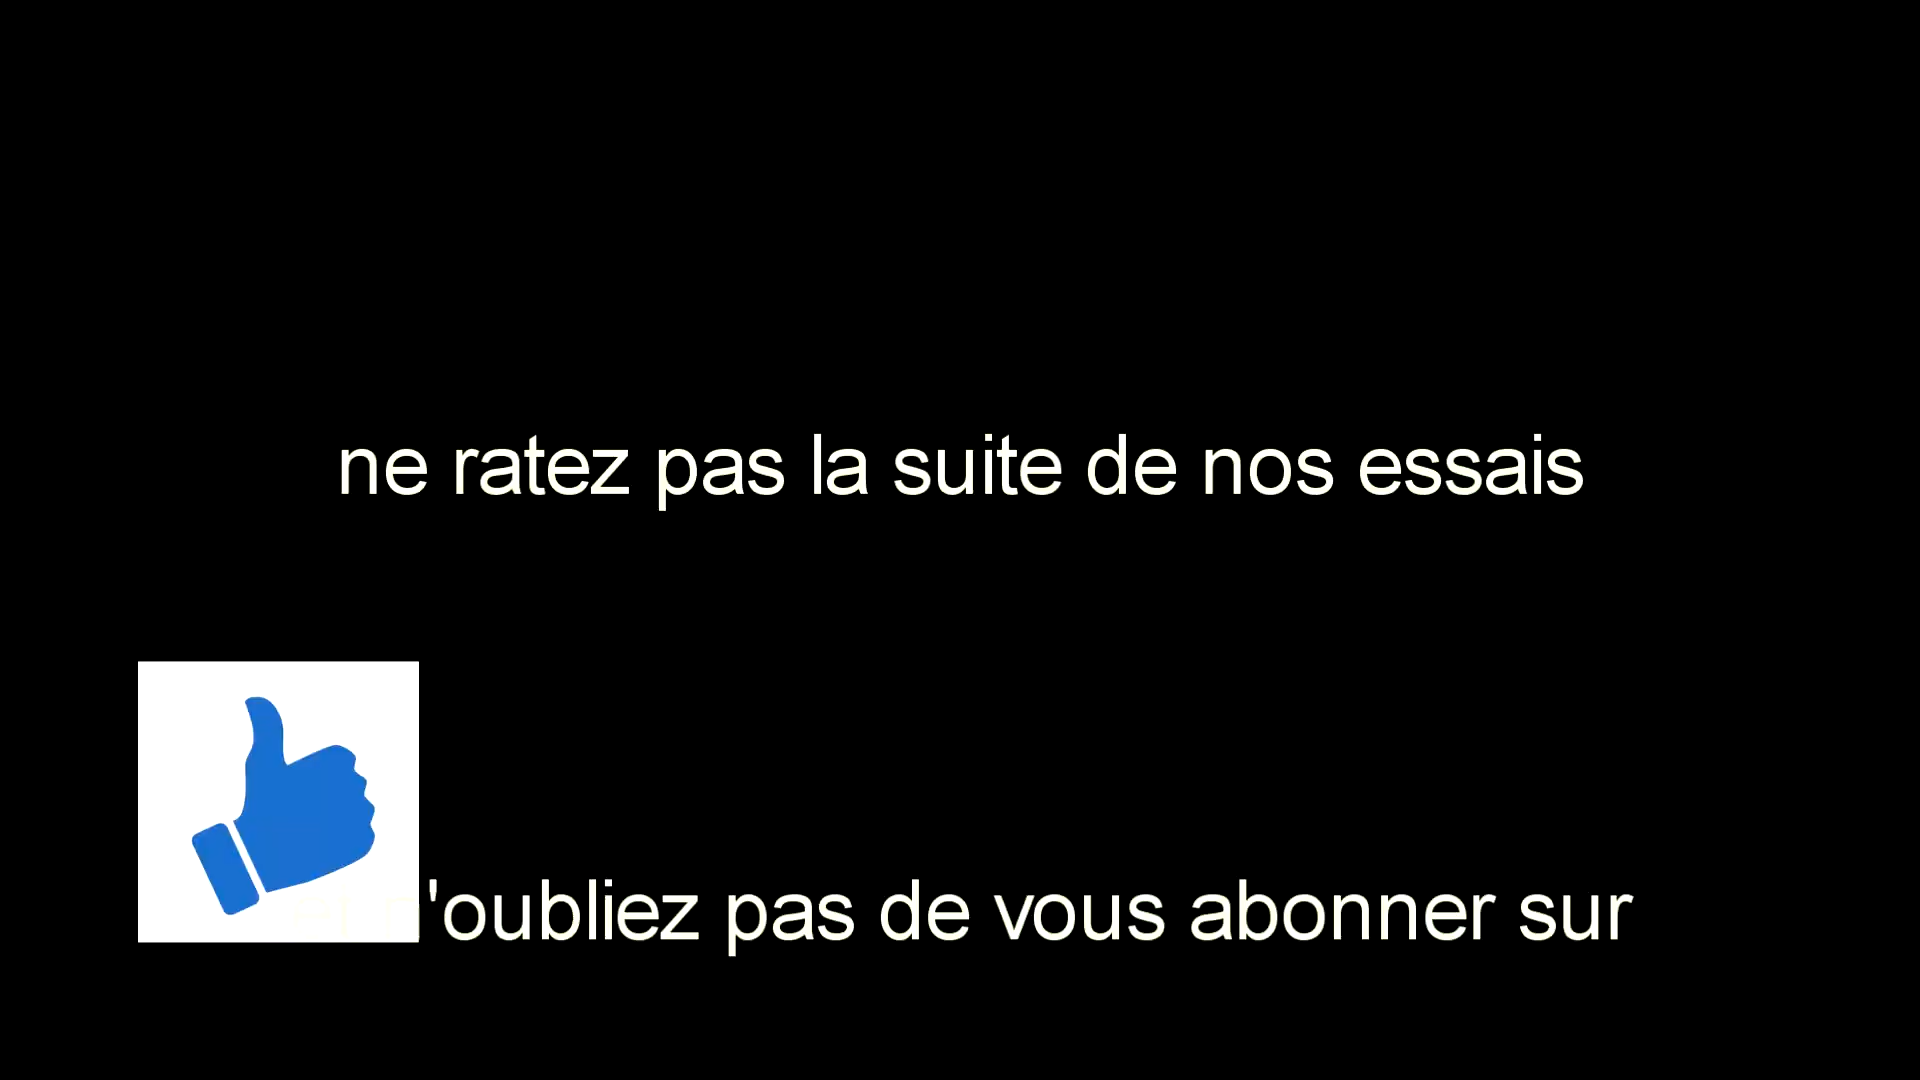 ne ratez pas la suite de nos essais
n'oubliez pas de vous abonner sur